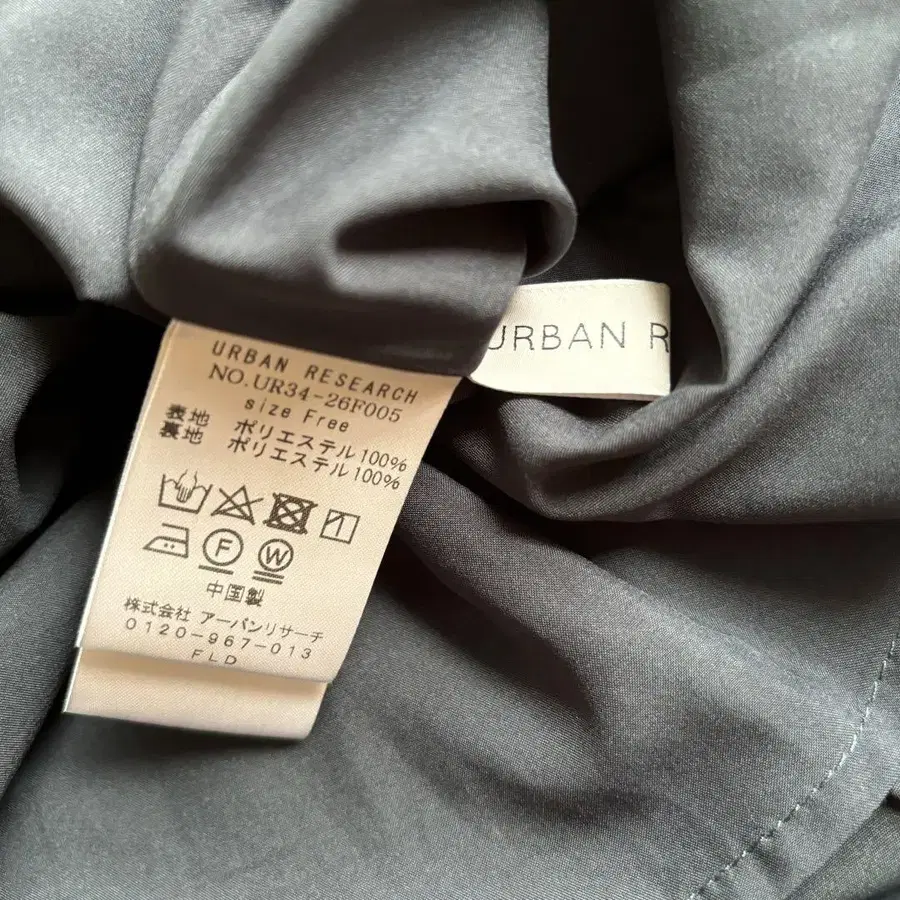 URBAN R
URBAN RESEARCH
NO.UR34-26F005
size Free
表地 ポリエステル100%
裏地 ポリエステル100%
F W
中国製
株式会社 アーバンリサーチ
0120-967-013
FLD